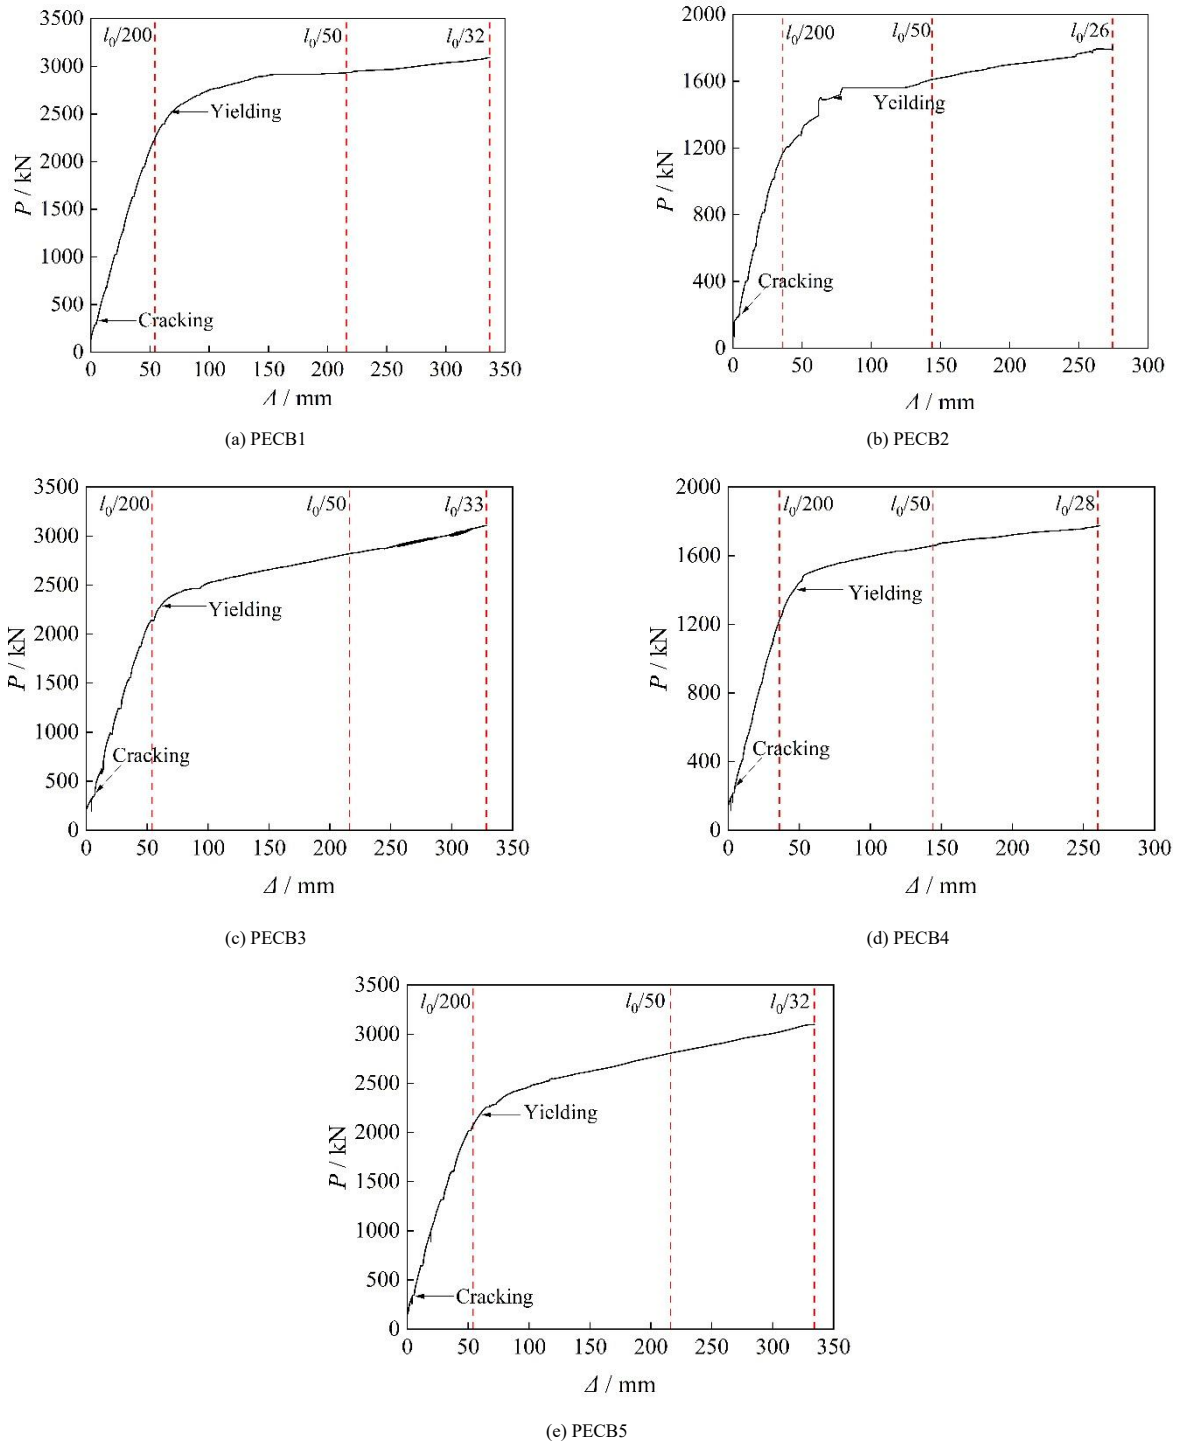 3500
3000
2500
2000
1500
1000
500
0
P / kN
l0/200
l0/50
l0/32
Yielding
Cracking
0 50 100 150 200 250 300 350
Δ / mm
(a) PECB1
2000
1600
1200
800
400
0
P / kN
l0/200
l0/50
l0/26
Yeilding
Cracking
0 50 100 150 200 250 300
Δ / mm
(b) PECB2
3500
3000
2500
2000
1500
1000
500
0
P / kN
l0/200
l0/50
l0/33
Yielding
Cracking
0 50 100 150 200 250 300 350
Δ / mm
(c) PECB3
2000
1600
1200
800
400
0
P / kN
l0/200
l0/50
l0/28
Yielding
Cracking
0 50 100 150 200 250 300
Δ / mm
(d) PECB4
3500
3000
2500
2000
1500
1000
500
0
P / kN
l0/200
l0/50
l0/32
Yielding
Cracking
0 50 100 150 200 250 300 350
Δ / mm
(e) PECB5